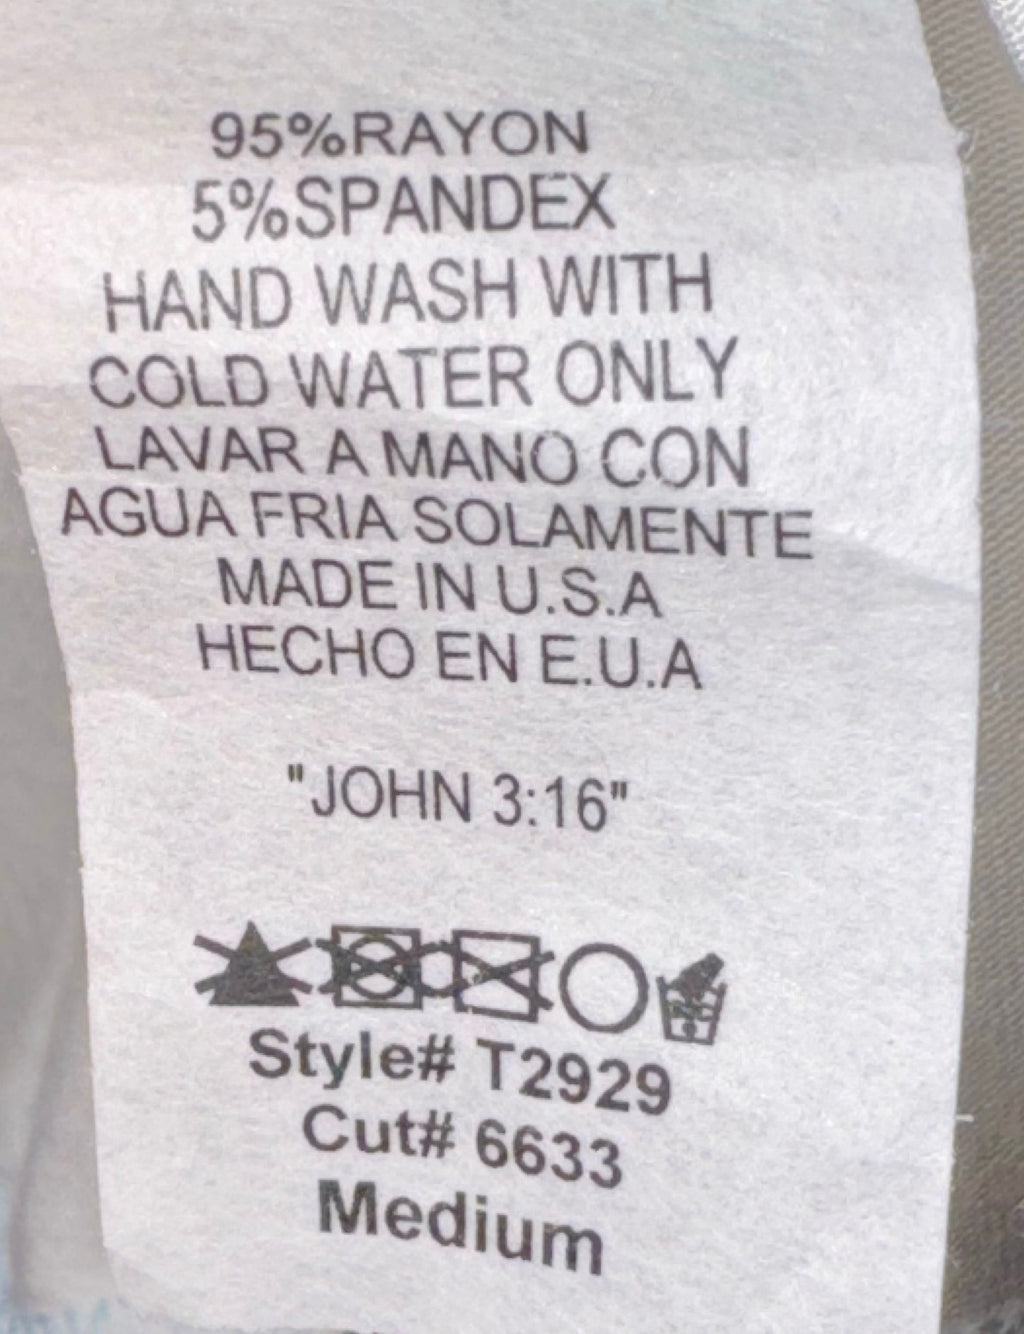 95%RAYON
5%SPANDEX
HAND WASH WITH
COLD WATER ONLY
LAVAR A MANO CON
AGUA FRIA SOLAMENTE
MADE IN U.S.A
HECHO EN E.U.A
"JOHN 3:16"
Style# T2929
Cut# 6633
Medium